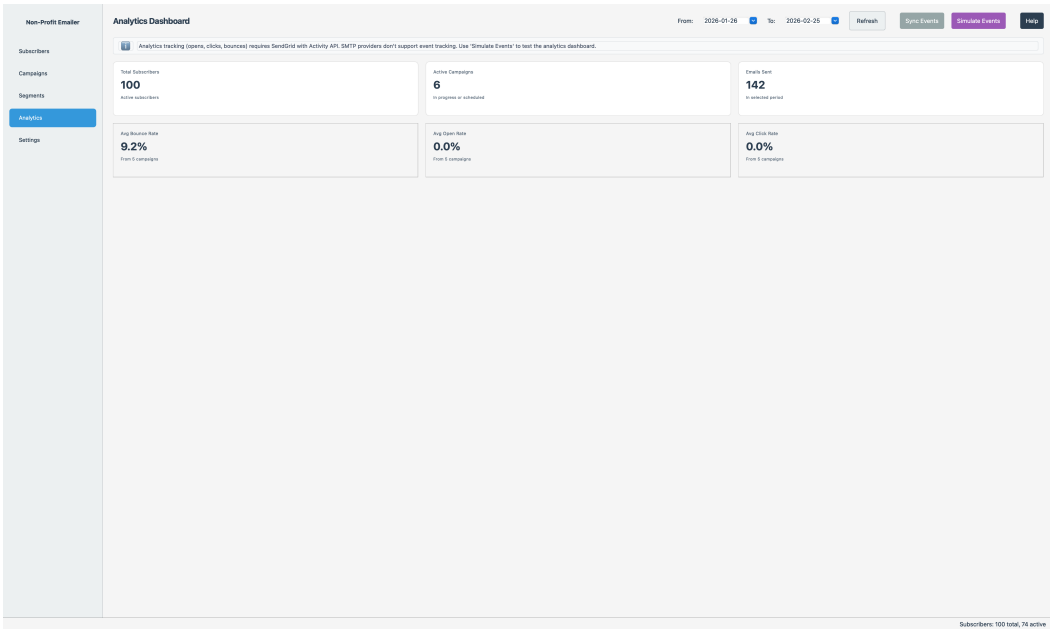 Non-Profit Emailer
Subscribers
Campaigns
Segments
Analytics
Settings
Analytics Dashboard
From: 2026-01-26 To: 2026-02-25 Refresh Sync Events Simulate Events Help
Analytics tracking (opens, clicks, bounces) requires SendGrid with Activity API. SMTP providers don't support event tracking. Use 'Simulate Events' to test the analytics dashboard.
Total Subscribers
100
Active subscribers
Active Campaigns
6
In progress or scheduled
Emails Sent
142
In selected period
Avg Bounce Rate
9.2%
From 5 campaigns
Avg Open Rate
0.0%
From 5 campaigns
Avg Click Rate
0.0%
From 5 campaigns
Subscribers: 100 total, 74 active